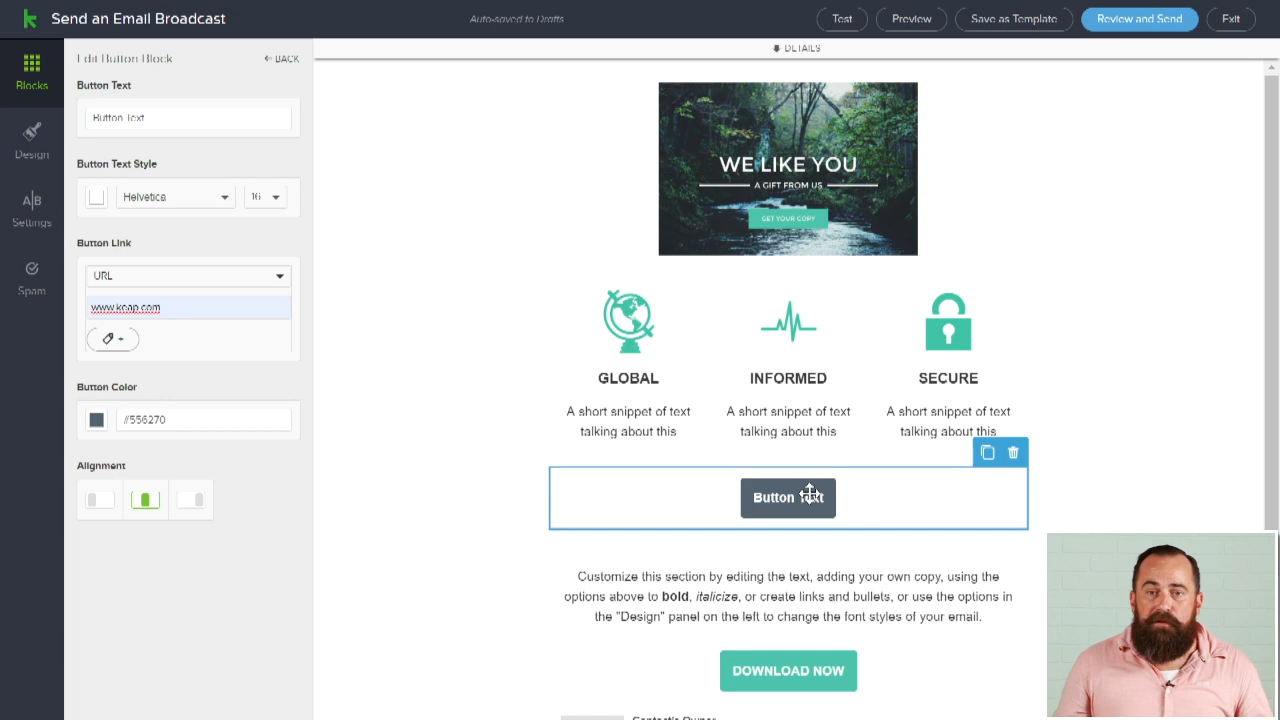 Send an Email Broadcast
Auto-saved to Drafts
Test
Preview
Save as Template
Review and Send
Exit
DETAILS
Blocks
Design
A|B
Settings
Spam
Edit Button Block
BACK
Button Text
Button Text
Button Text Style
Helvetica
16
Button Link
URL
www.keap.com
+
Button Color
#556270
Alignment
WE LIKE YOU
A GIFT FROM US
GET YOUR COPY
GLOBAL
INFORMED
SECURE
A short snippet of text
talking about this
A short snippet of text
talking about this
A short snippet of text
talking about this
Button Text
Customize this section by editing the text, adding your own copy, using the
options above to bold, italicize, or create links and bullets, or use the options in
the "Design" panel on the left to change the font styles of your email.
DOWNLOAD NOW
Contact's Owner